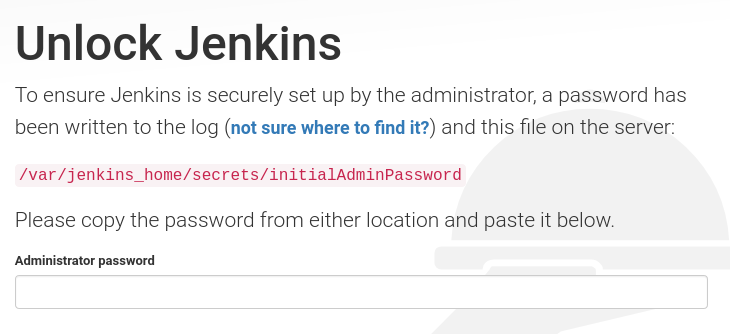 Unlock Jenkins
To ensure Jenkins is securely set up by the administrator, a password has
been written to the log (not sure where to find it?) and this file on the server:
/var/jenkins_home/secrets/initialAdminPassword
Please copy the password from either location and paste it below.
Administrator password